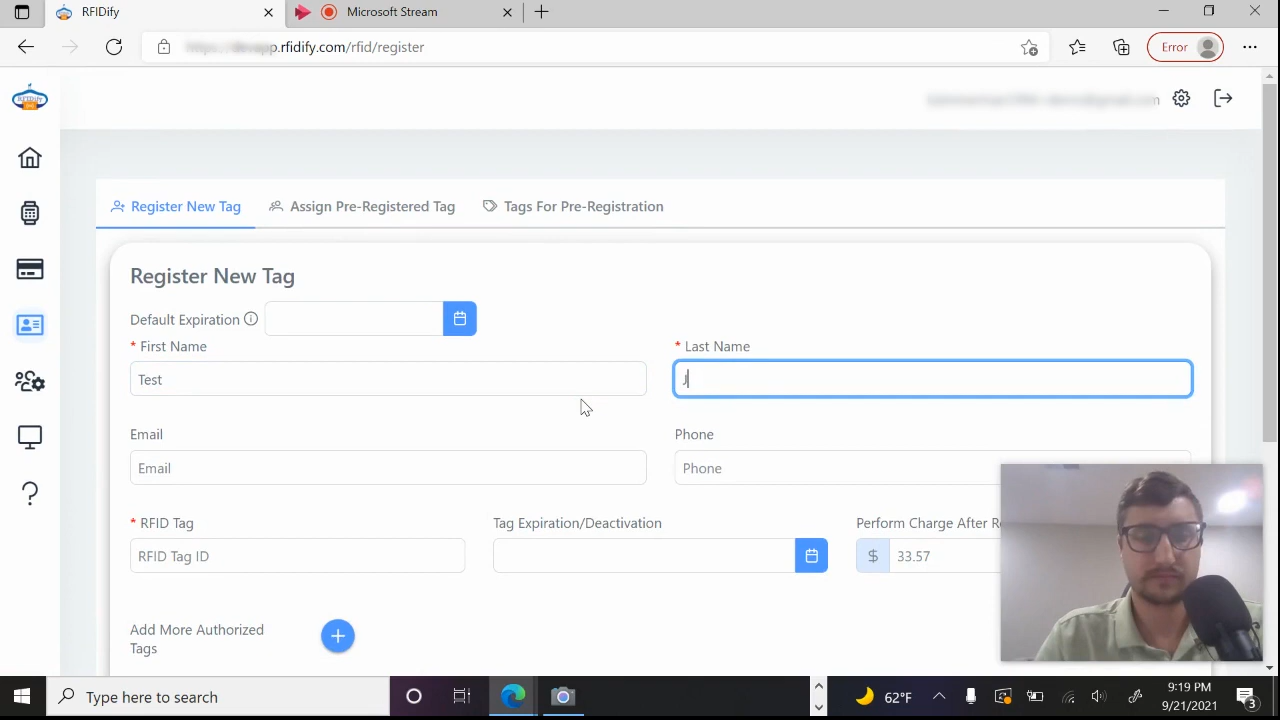 RFIDify
Microsoft Stream
.rfidify.com/rfid/register
Error
Register New Tag
Assign Pre-Registered Tag
Tags For Pre-Registration
Register New Tag
Default Expiration
* First Name
* Last Name
Test
J
Email
Phone
Email
Phone
* RFID Tag
Tag Expiration/Deactivation
Perform Charge After
RFID Tag ID
$ 33.57
Add More Authorized
Tags
Type here to search
62°F
9:19 PM
9/21/2021
3